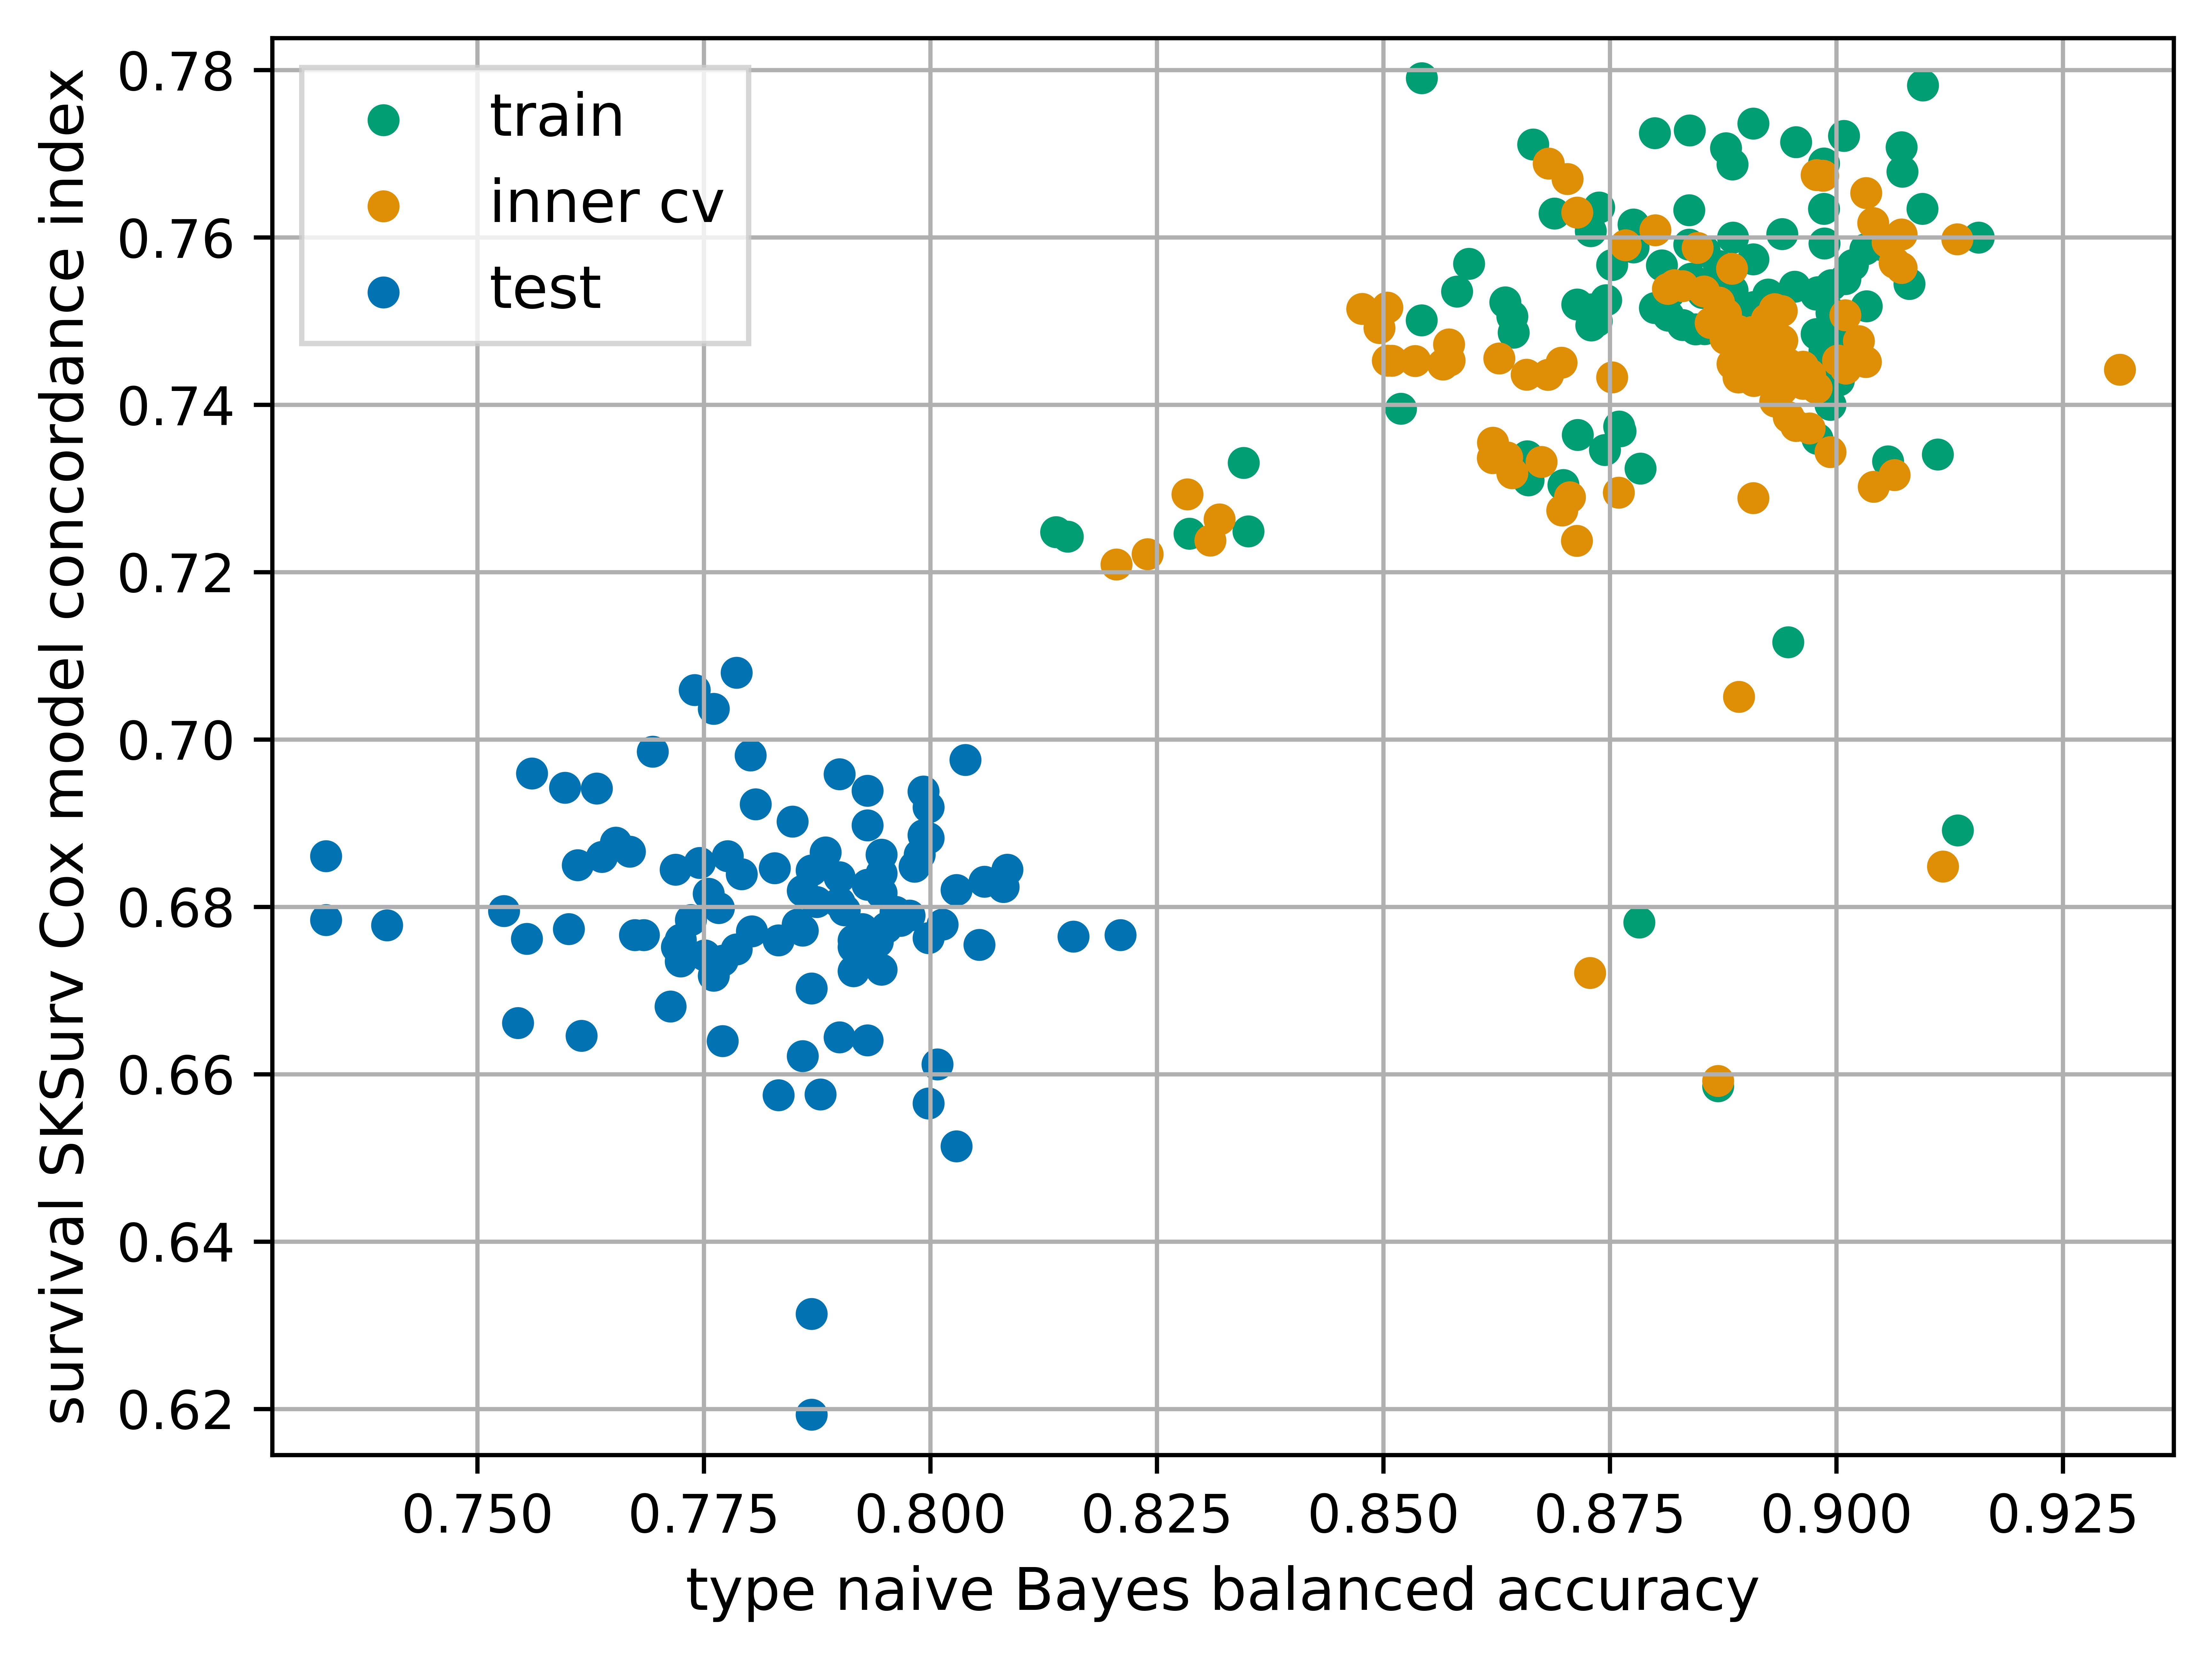 train
inner cv
test
survival SKSurv Cox model concordance index
0.78
0.76
0.74
0.72
0.70
0.68
0.66
0.64
0.62
0.750 0.775 0.800 0.825 0.850 0.875 0.900 0.925
type naive Bayes balanced accuracy